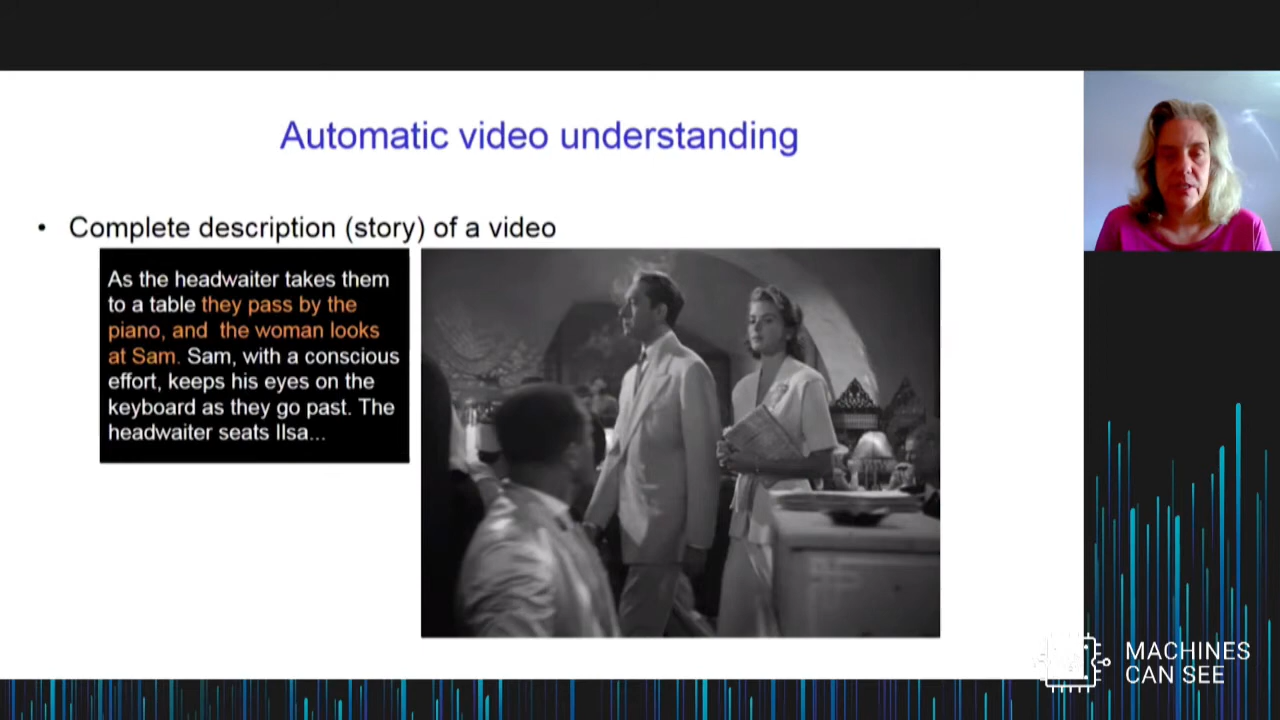 Automatic video understanding
• Complete description (story) of a video
As the headwaiter takes them
to a table they pass by the
piano, and the woman looks
at Sam. Sam, with a conscious
effort, keeps his eyes on the
keyboard as they go past. The
headwaiter seats Ilsa...
MACHINES
CAN SEE